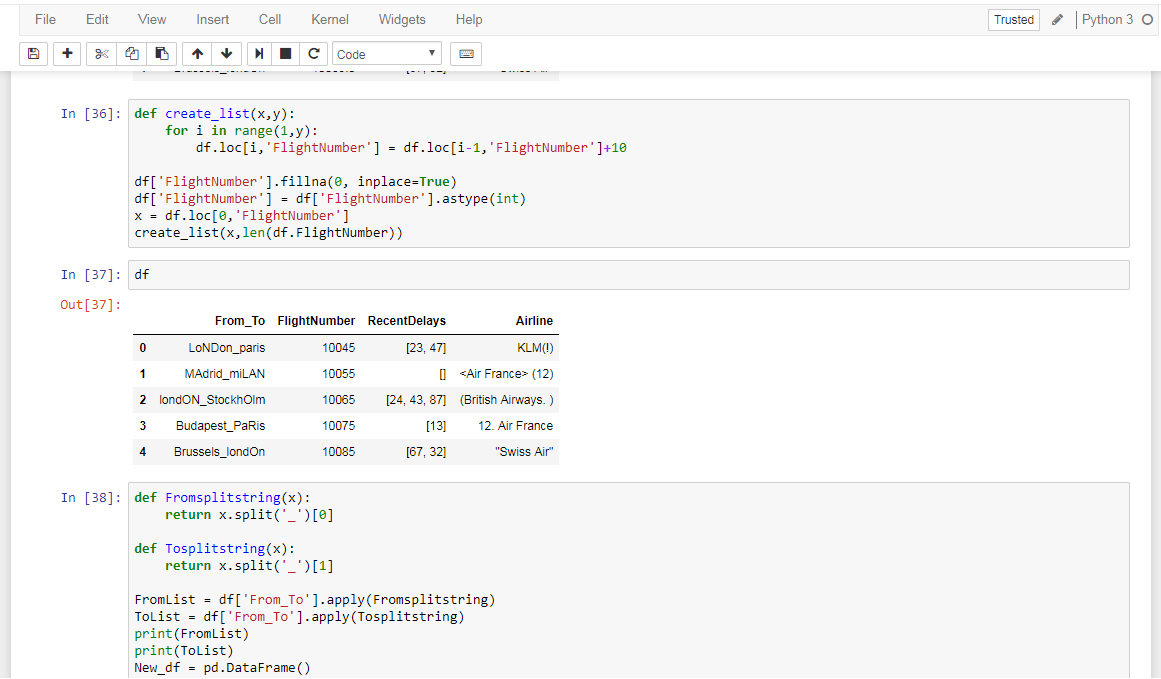 File Edit View Insert Cell Kernel Widgets Help Trusted Python 3
Code
In [36]: def create_list(x,y):
    for i in range(1,y):
        df.loc[i,'FlightNumber'] = df.loc[i-1,'FlightNumber']+10
df['FlightNumber'].fillna(0, inplace=True)
df['FlightNumber'] = df['FlightNumber'].astype(int)
x = df.loc[0,'FlightNumber']
create_list(x,len(df.FlightNumber))
In [37]: df
Out[37]:
From_To FlightNumber RecentDelays Airline
0 LoNDon_paris 10045 [23, 47] KLM(!)
1 MAdrid_miLAN 10055 [] <Air France> (12)
2 londON_StockhOlm 10065 [24, 43, 87] (British Airways. )
3 Budapest_PaRis 10075 [13] 12. Air France
4 Brussels_londOn 10085 [67, 32] "Swiss Air"
In [38]: def Fromsplitstring(x):
    return x.split('_')[0]
def Tosplitstring(x):
    return x.split('_')[1]
FromList = df['From_To'].apply(Fromsplitstring)
ToList = df['From_To'].apply(Tosplitstring)
print(FromList)
print(ToList)
New_df = pd.DataFrame()